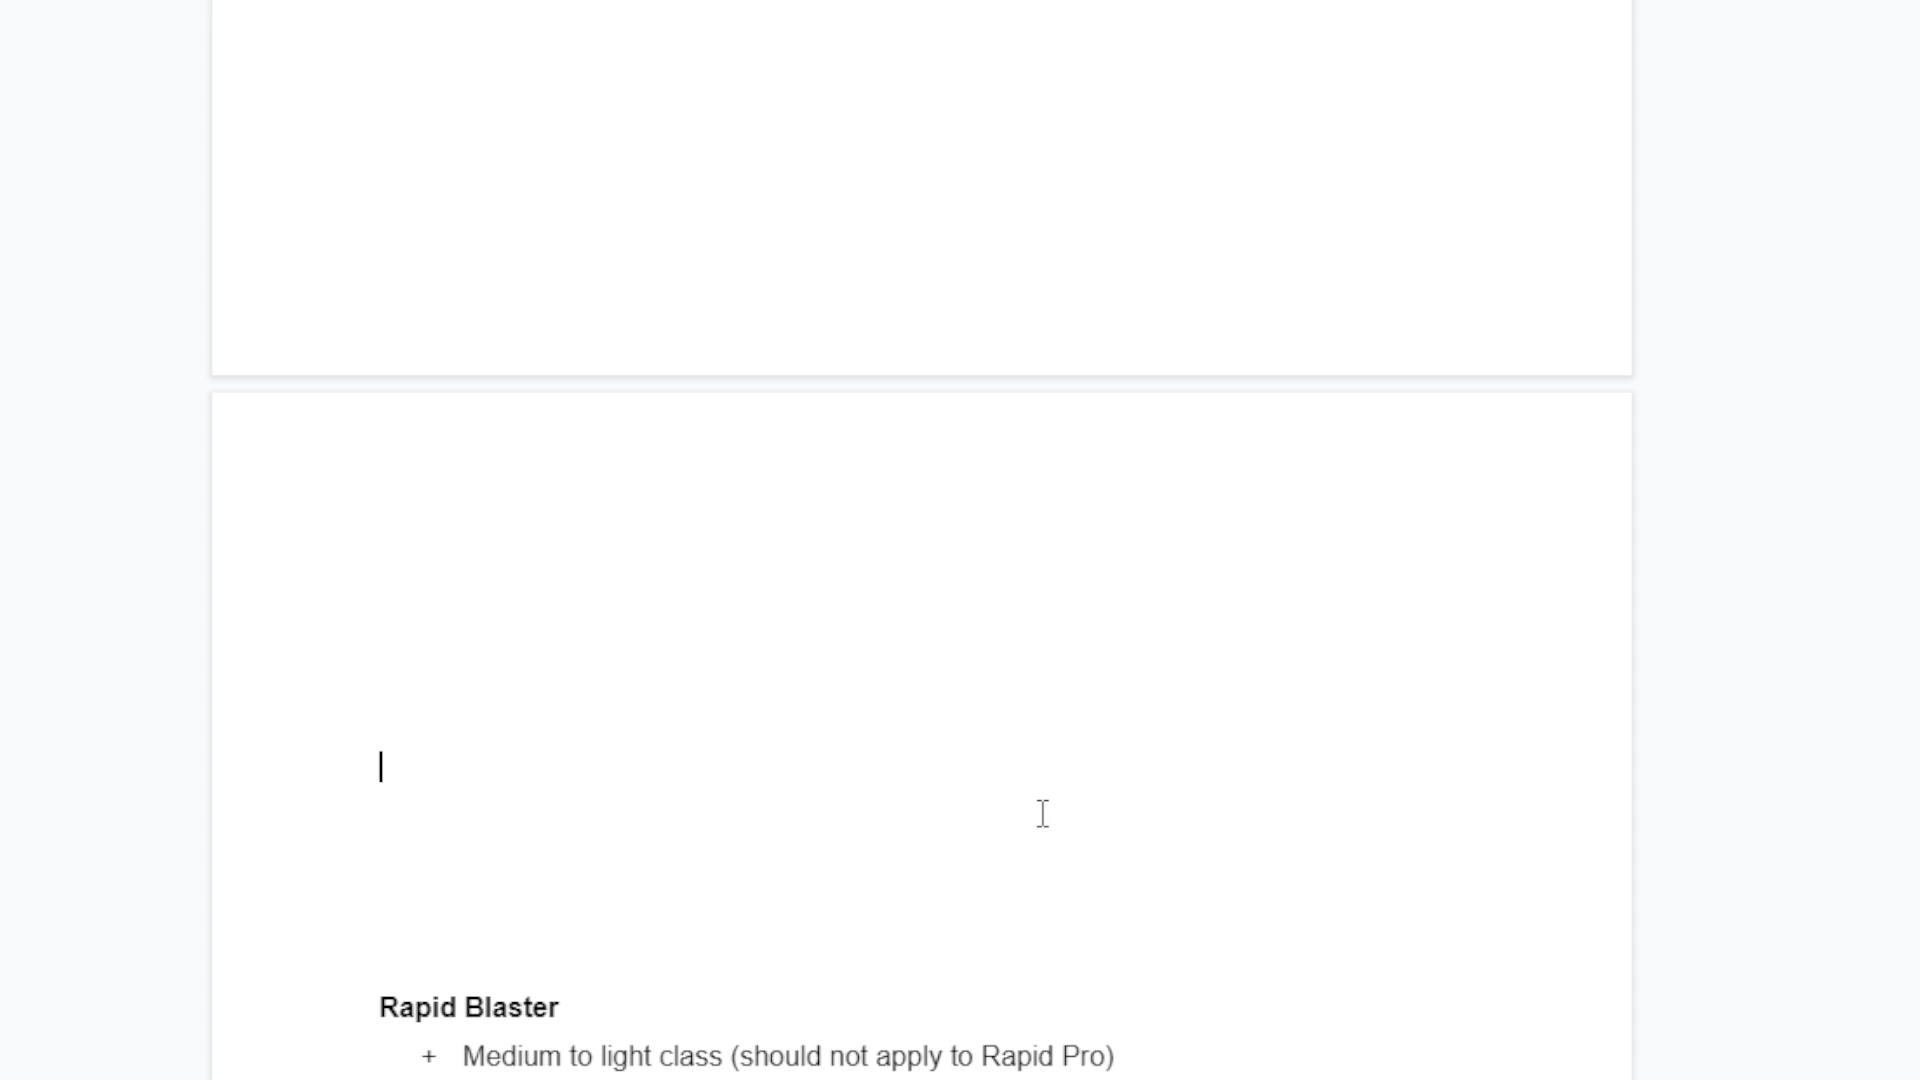 Rapid Blaster
+ Medium to light class (should not apply to Rapid Pro)